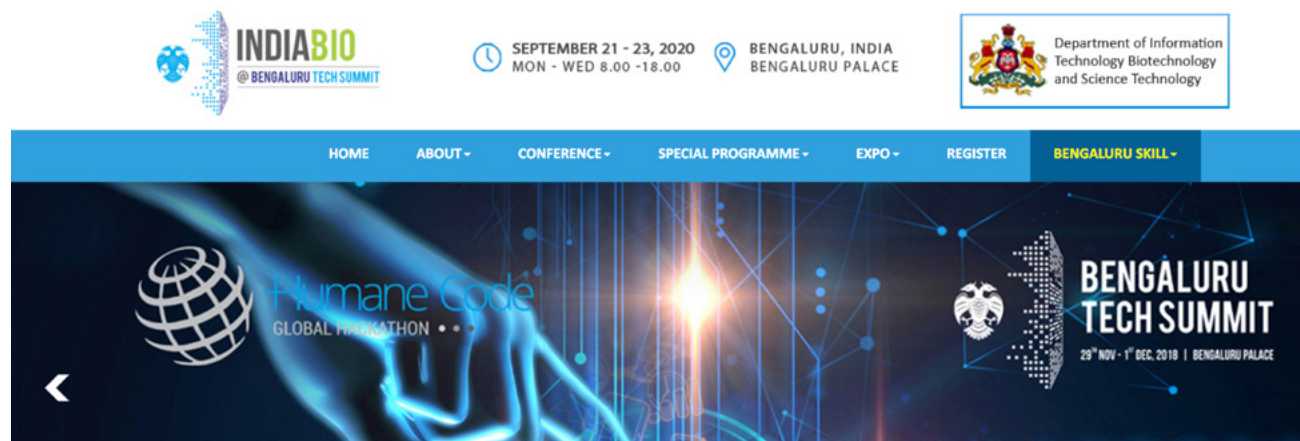 INDIABIO
@ BENGALURU TECH SUMMIT
SEPTEMBER 21 - 23, 2020
MON - WED 8.00 -18.00
BENGALURU, INDIA
BENGALURU PALACE
Department of Information
Technology Biotechnology
and Science Technology
HOME ABOUT CONFERENCE SPECIAL PROGRAMME EXPO REGISTER BENGALURU SKILL
Humane Code
GLOBAL HACKATHON
BENGALURU
TECH SUMMIT
29TH NOV - 1ST DEC, 2018 | BENGALURU PALACE